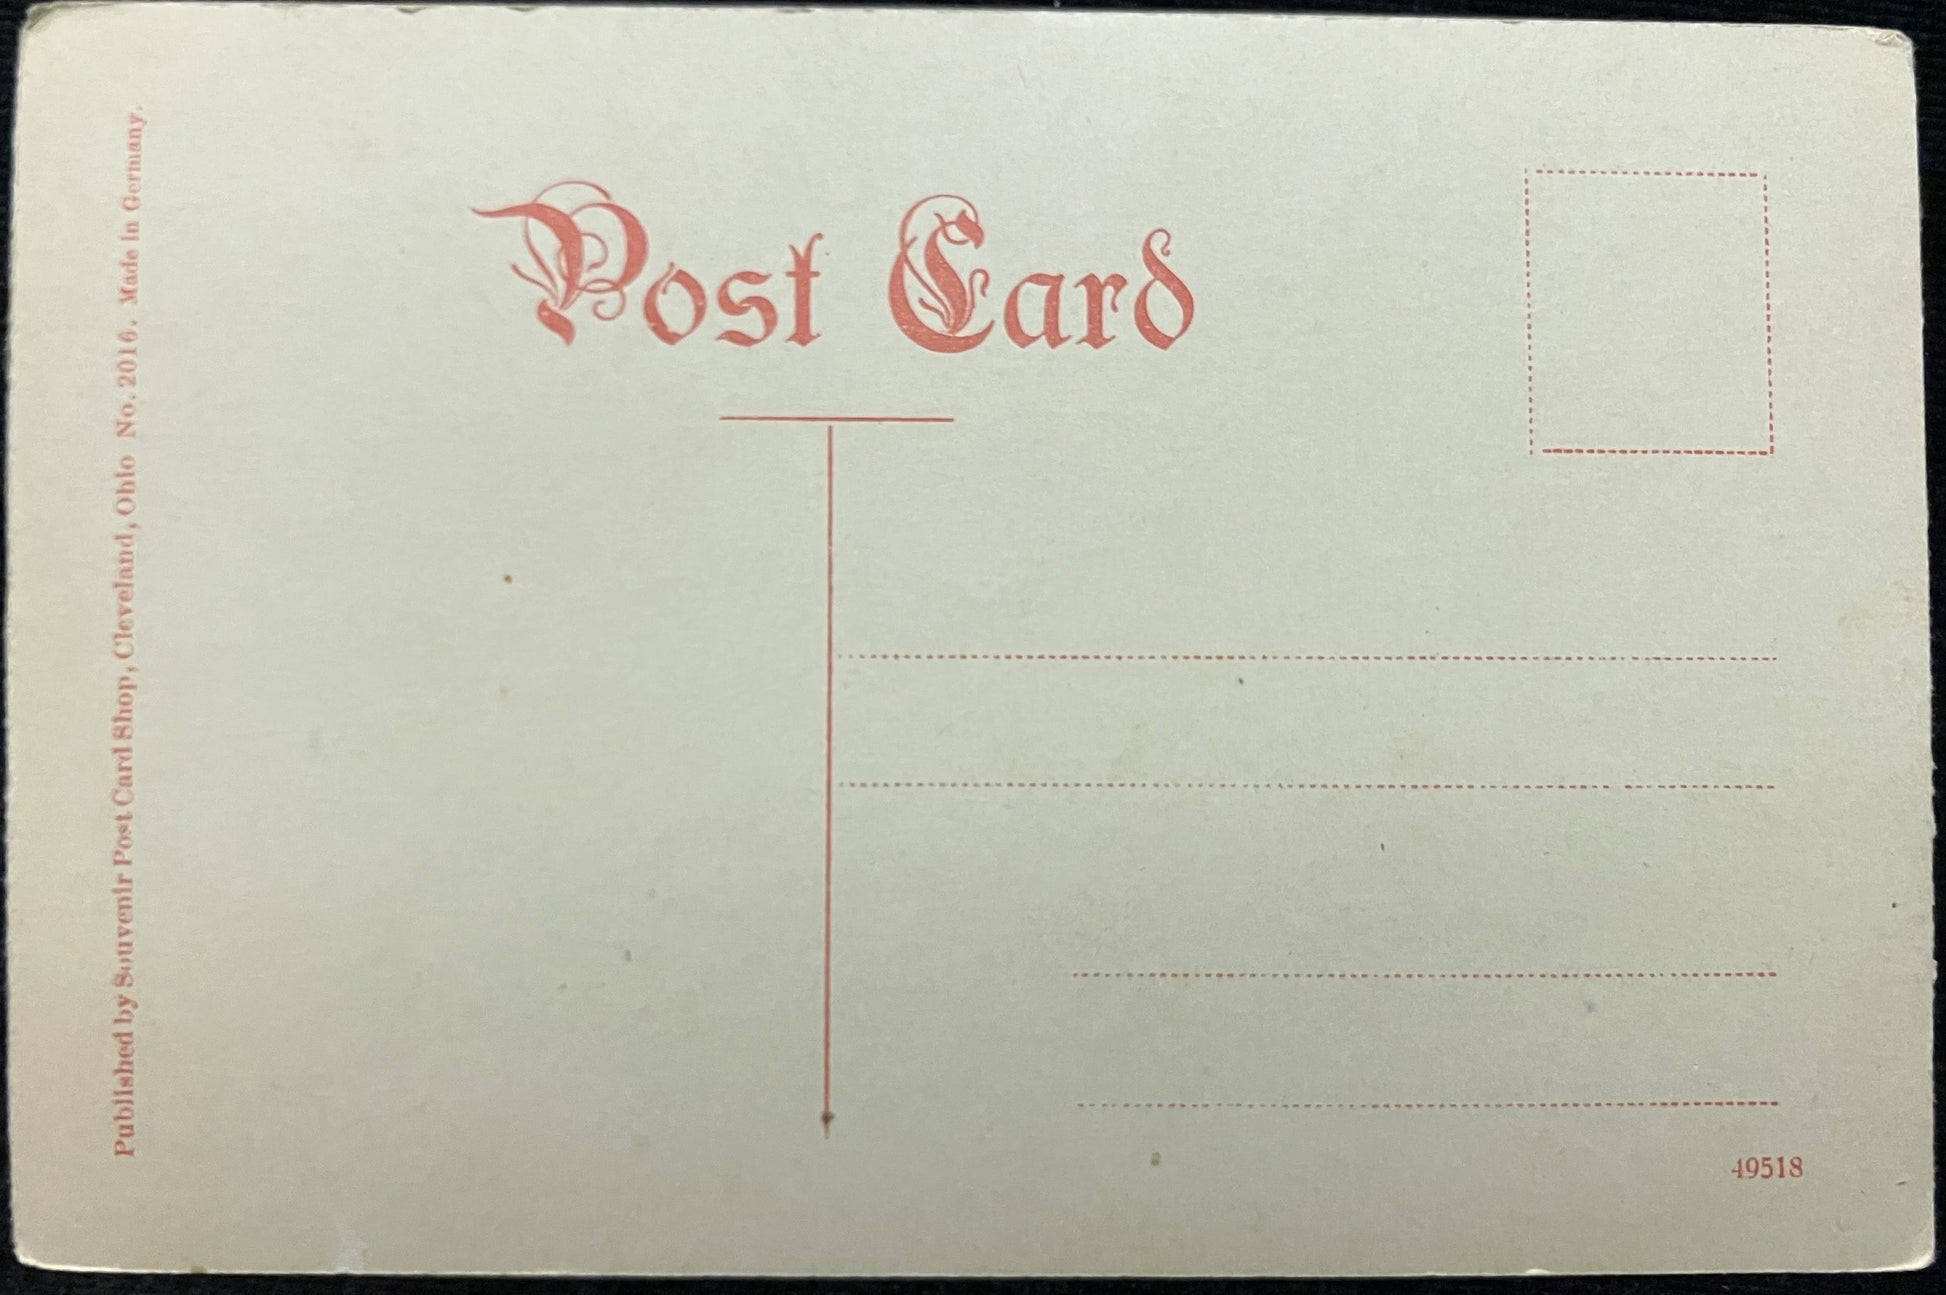 Post Card
Published by Souvenir Post Card Shop, Cleveland, Ohio No. 2016. Made in Germany.
49518